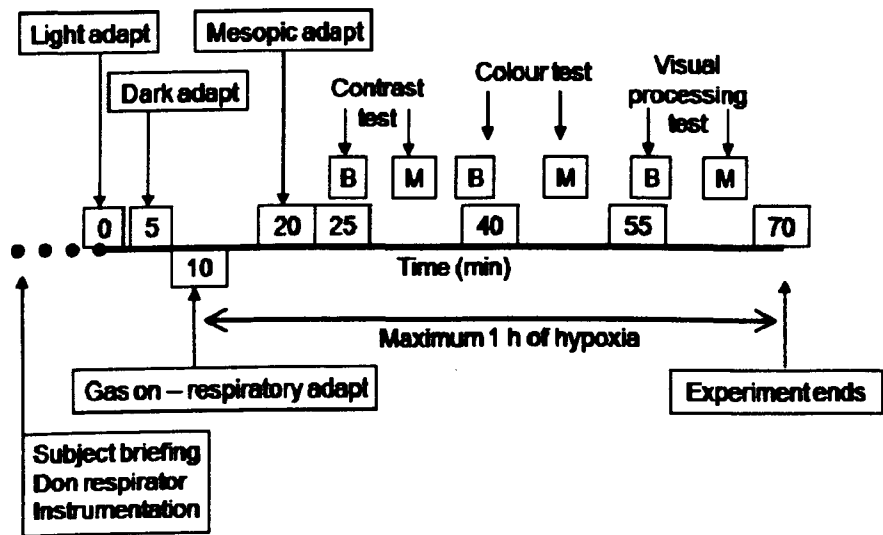 Light adapt
Mesopic adapt
Dark adapt
Contrast
test
Colour test
Visual
processing
test
B
M
B
M
B
M
0
5
20
25
40
55
70
10
Time (min)
Maximum 1 h of hypoxia
Gas on – respiratory adapt
Experiment ends
Subject briefing
Don respirator
Instrumentation